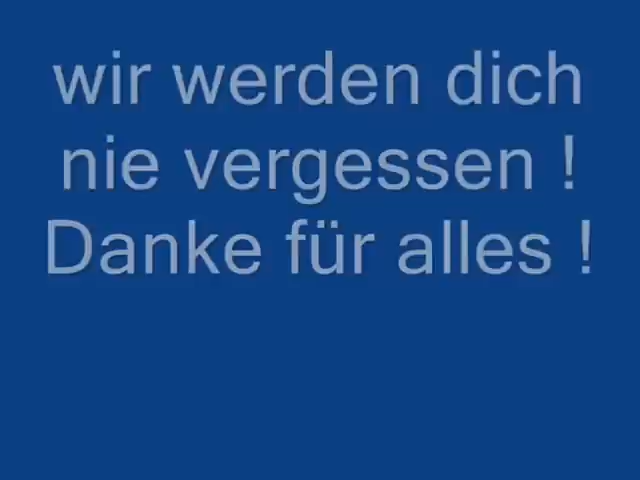 wir werden dich
nie vergessen !
Danke für alles !